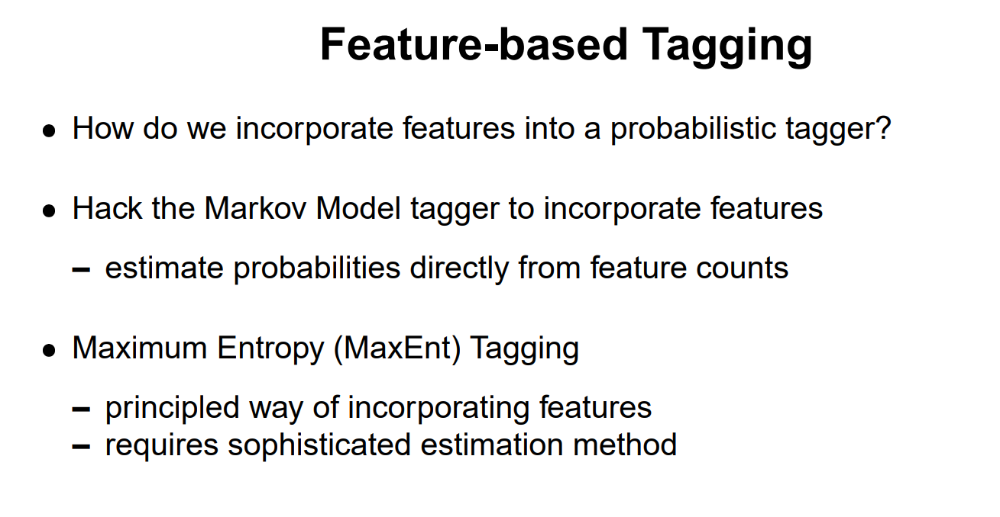 Feature-based Tagging
● How do we incorporate features into a probabilistic tagger?
● Hack the Markov Model tagger to incorporate features
– estimate probabilities directly from feature counts
● Maximum Entropy (MaxEnt) Tagging
– principled way of incorporating features
– requires sophisticated estimation method